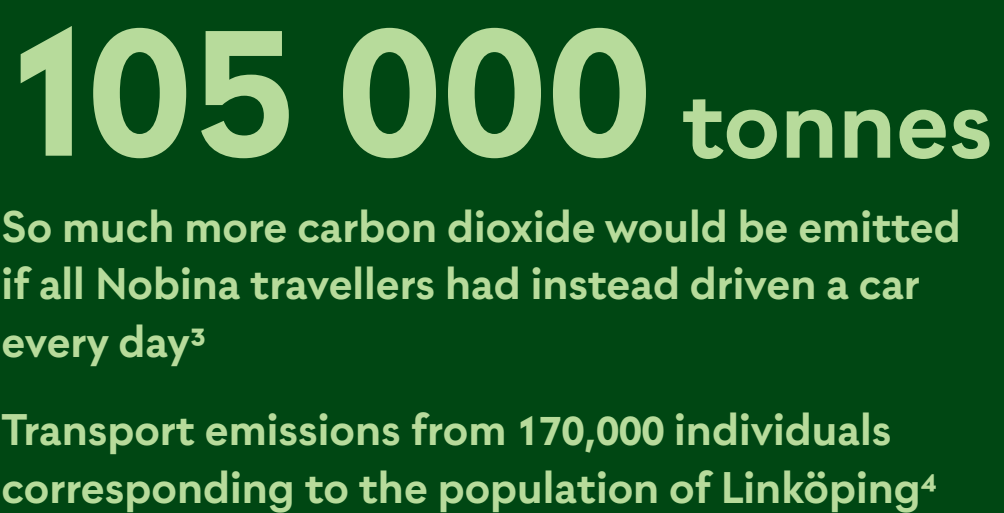 105 000 tonnes
So much more carbon dioxide would be emitted
if all Nobina travellers had instead driven a car
every day³
Transport emissions from 170,000 individuals
corresponding to the population of Linköping⁴